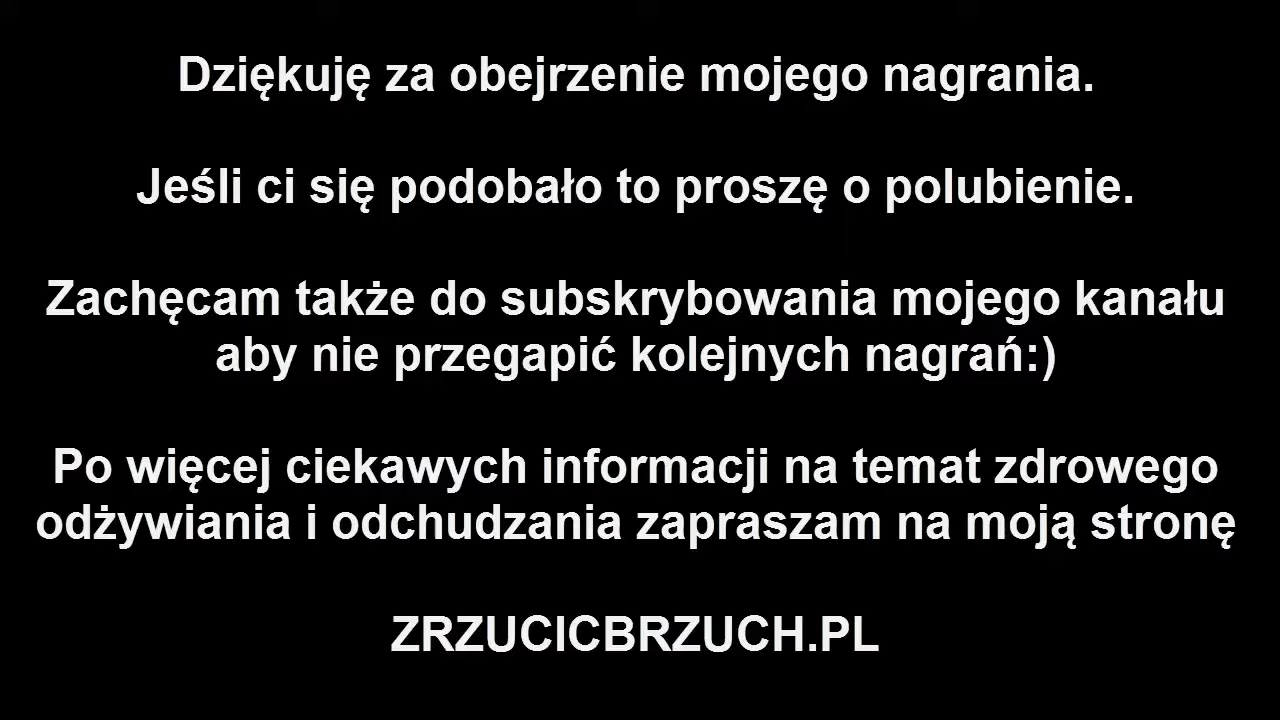 Dziękuję za obejrzenie mojego nagrania.
Jeśli ci się podobało to proszę o polubienie.
Zachęcam także do subskrybowania mojego kanału
aby nie przegapić kolejnych nagrań:)
Po więcej ciekawych informacji na temat zdrowego
odżywiania i odchudzania zapraszam na moją stronę
ZRZUCICBRZUCH.PL